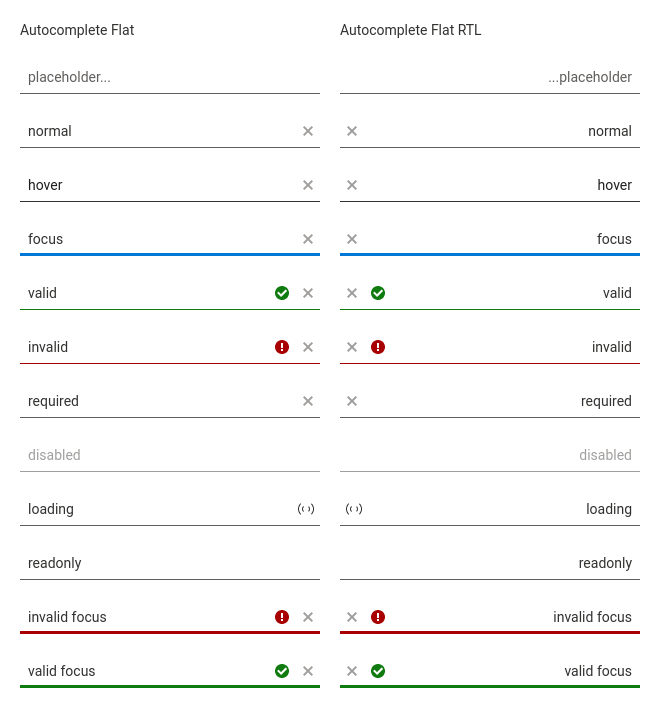 Autocomplete Flat
placeholder...
normal
hover
focus
valid
invalid
required
disabled
loading
readonly
invalid focus
valid focus
Autocomplete Flat RTL
...placeholder
normal
hover
focus
valid
invalid
required
disabled
loading
readonly
invalid focus
valid focus